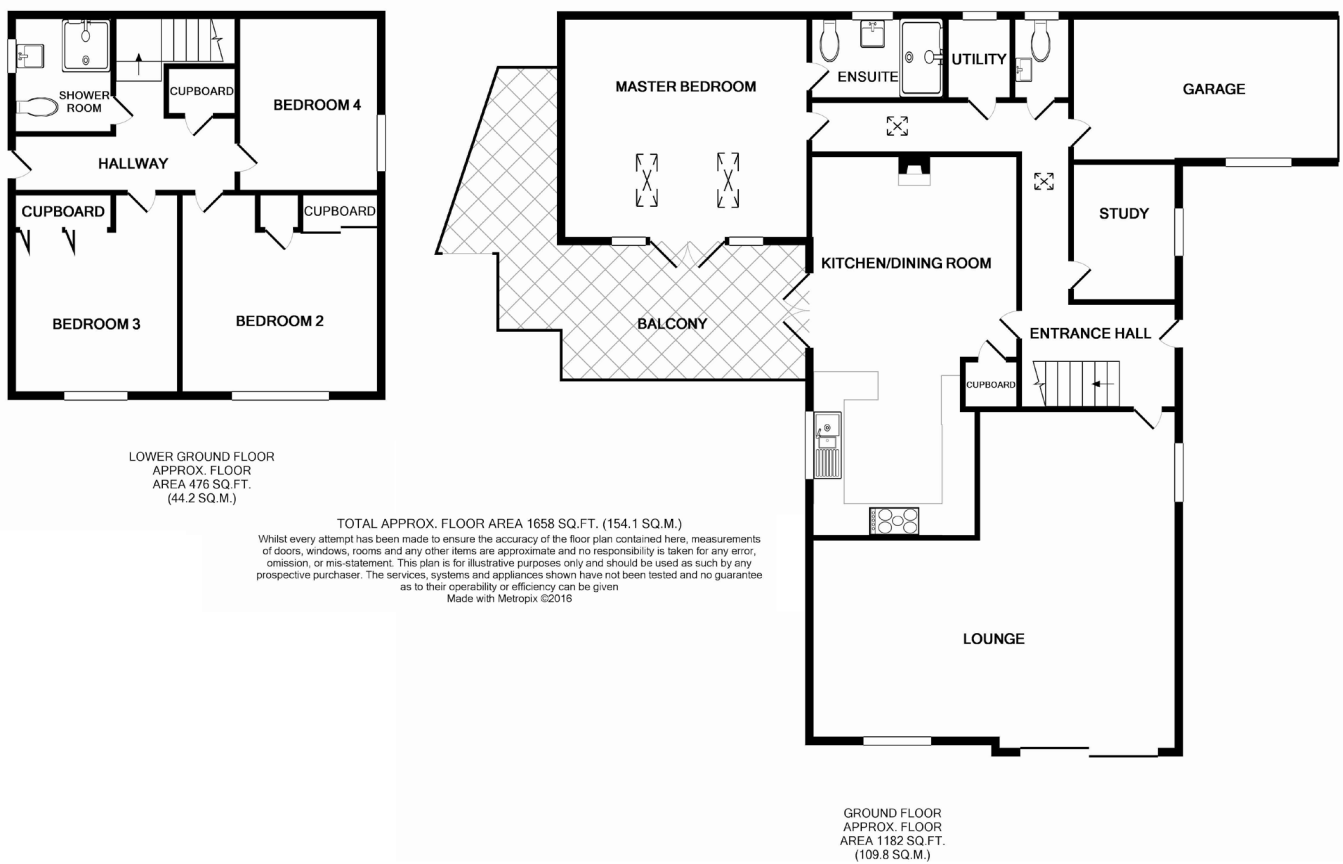 SHOWER
ROOM
CUPBOARD
BEDROOM 4
HALLWAY
CUPBOARD
CUPBOARD
BEDROOM 3
BEDROOM 2
LOWER GROUND FLOOR
APPROX. FLOOR
AREA 476 SQ.FT.
(44.2 SQ.M.)
MASTER BEDROOM
ENSUITE
UTILITY
GARAGE
STUDY
KITCHEN/DINING ROOM
BALCONY
ENTRANCE HALL
CUPBOARD
LOUNGE
TOTAL APPROX. FLOOR AREA 1658 SQ.FT. (154.1 SQ.M.)
Whilst every attempt has been made to ensure the accuracy of the floor plan contained here, measurements
of doors, windows, rooms and any other items are approximate and no responsibility is taken for any error,
omission, or mis-statement. This plan is for illustrative purposes only and should be used as such by any
prospective purchaser. The services, systems and appliances shown have not been tested and no guarantee
as to their operability or efficiency can be given
Made with Metropix ©2016
GROUND FLOOR
APPROX. FLOOR
AREA 1182 SQ.FT.
(109.8 SQ.M.)